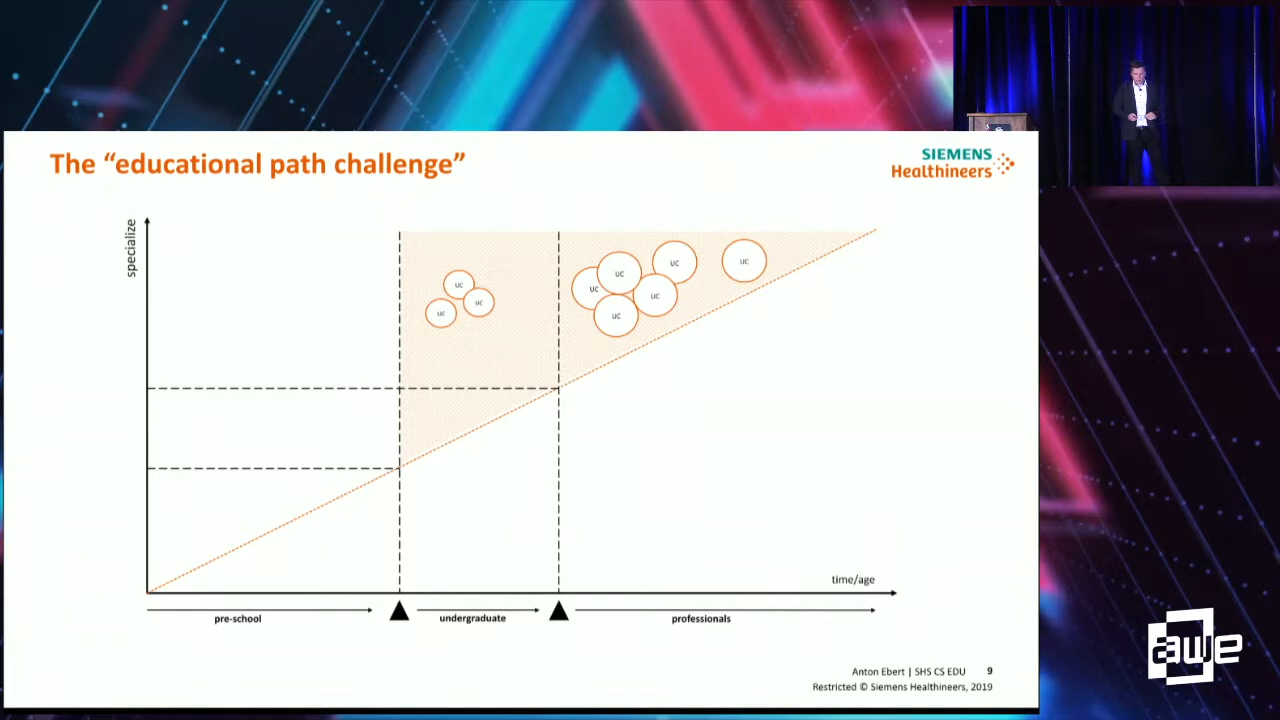 The “educational path challenge”
SIEMENS
Healthineers
specialize
UC
UC
UC
UC
UC
UC
UC
UC
UC
time/age
pre-school
undergraduate
professionals
Anton Ebert | SHS CS EDU 9
Restricted © Siemens Healthineers, 2019
awe